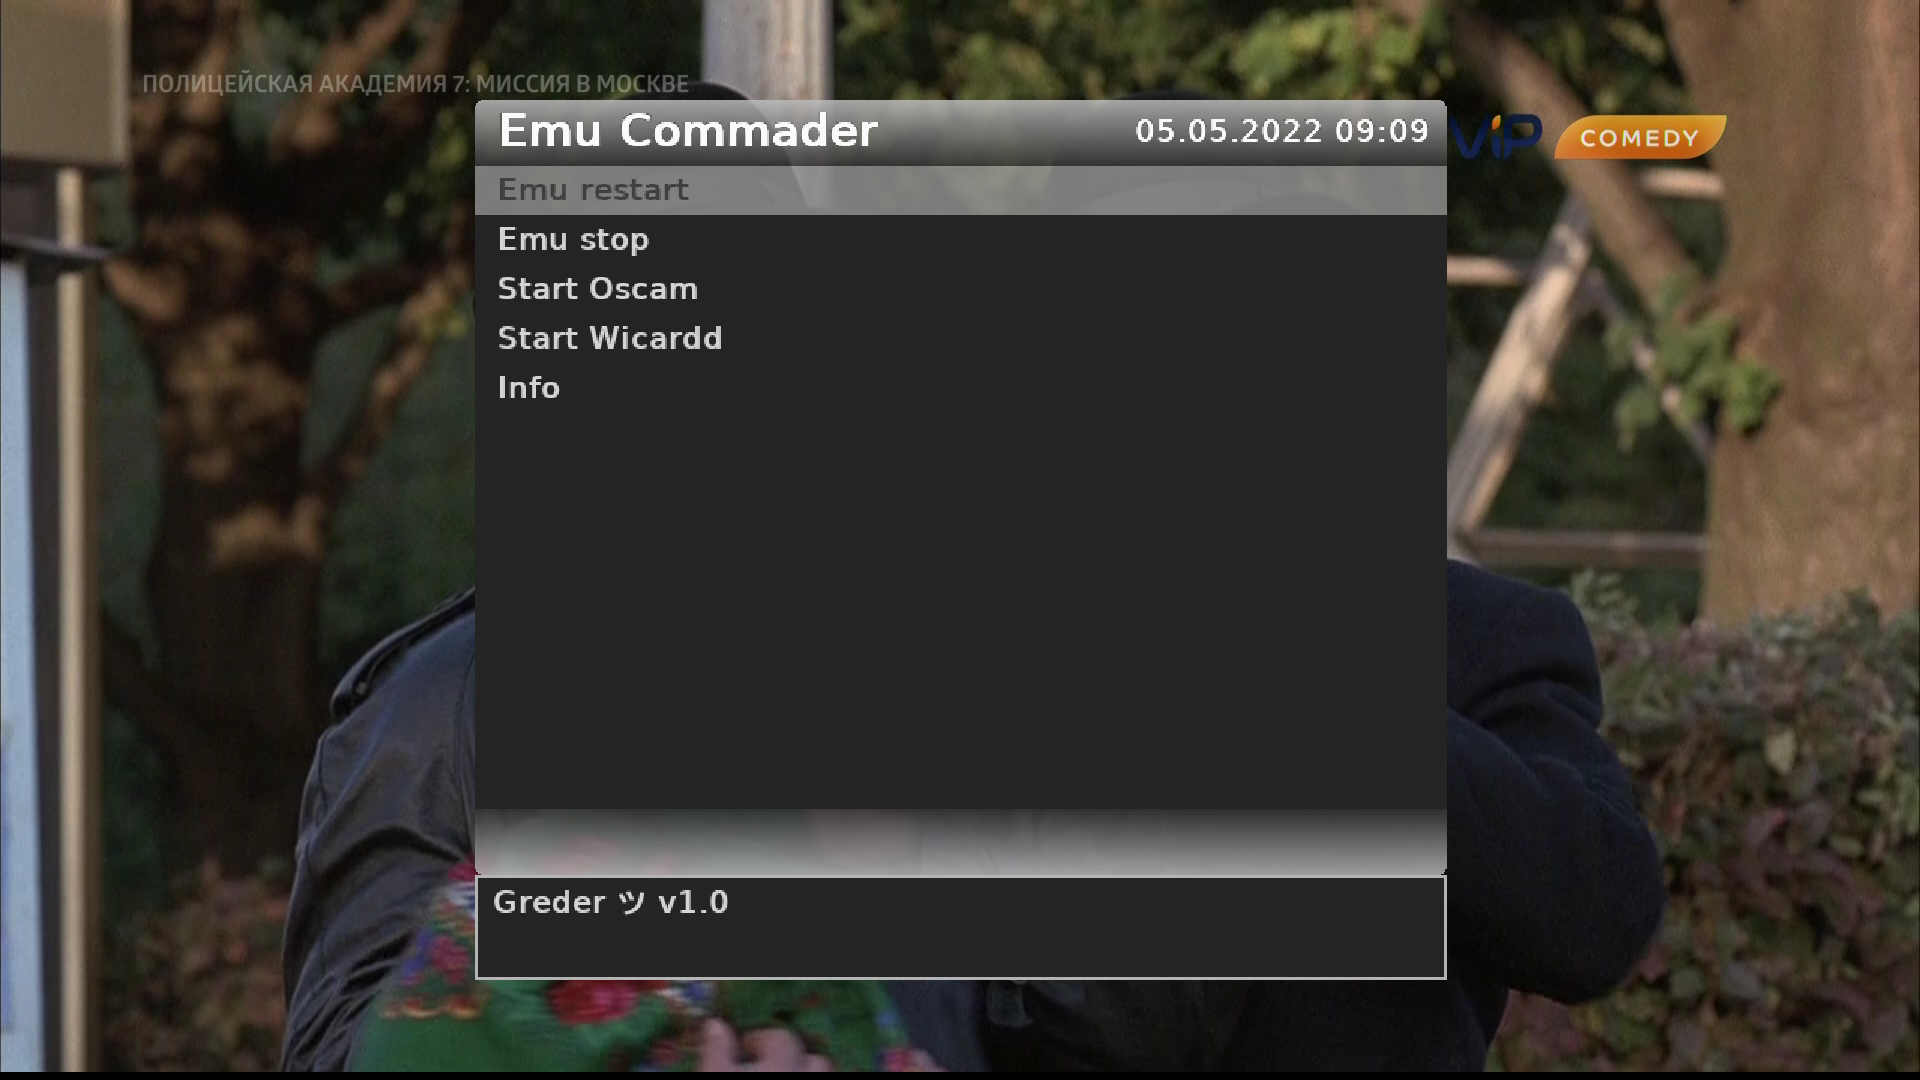 ПОЛИЦЕЙСКАЯ АКАДЕМИЯ 7: МИССИЯ В МОСКВЕ
Emu Commader 05.05.2022 09:09
ViP COMEDY
Emu restart
Emu stop
Start Oscam
Start Wicardd
Info
Greder ツ v1.0